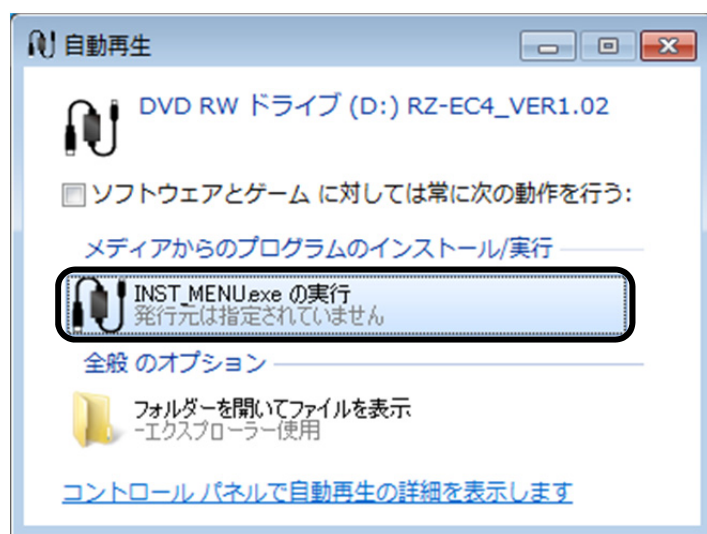 自動再生
DVD RW ドライブ (D:) RZ-EC4_VER1.02
ソフトウェアとゲーム に対しては常に次の動作を行う:
メディアからのプログラムのインストール/実行
INST_MENU.exe の実行
発行元は指定されていません
全般 のオプション
フォルダーを開いてファイルを表示
-エクスプローラー使用
コントロール パネルで自動再生の詳細を表示します